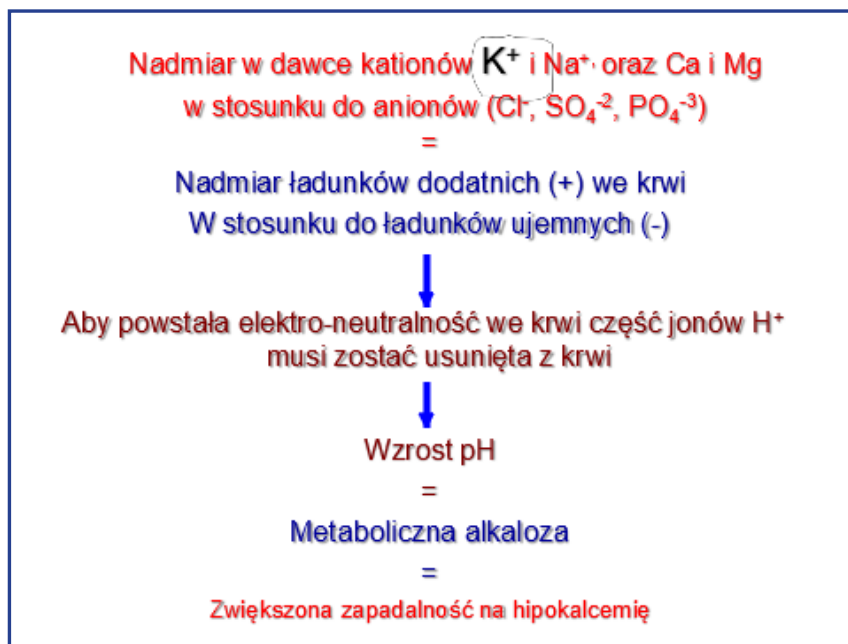 Nadmiar w dawce kationów K⁺ i Na⁺, oraz Ca i Mg
w stosunku do anionów (Cl⁻, SO₄⁻², PO₄⁻³)
=
Nadmiar ładunków dodatnich (+) we krwi
W stosunku do ładunków ujemnych (-)
Aby powstała elektro-neutralność we krwi część jonów H⁺
musi zostać usunięta z krwi
Wzrost pH
=
Metaboliczna alkaloza
=
Zwiększona zapadalność na hipokalcemię